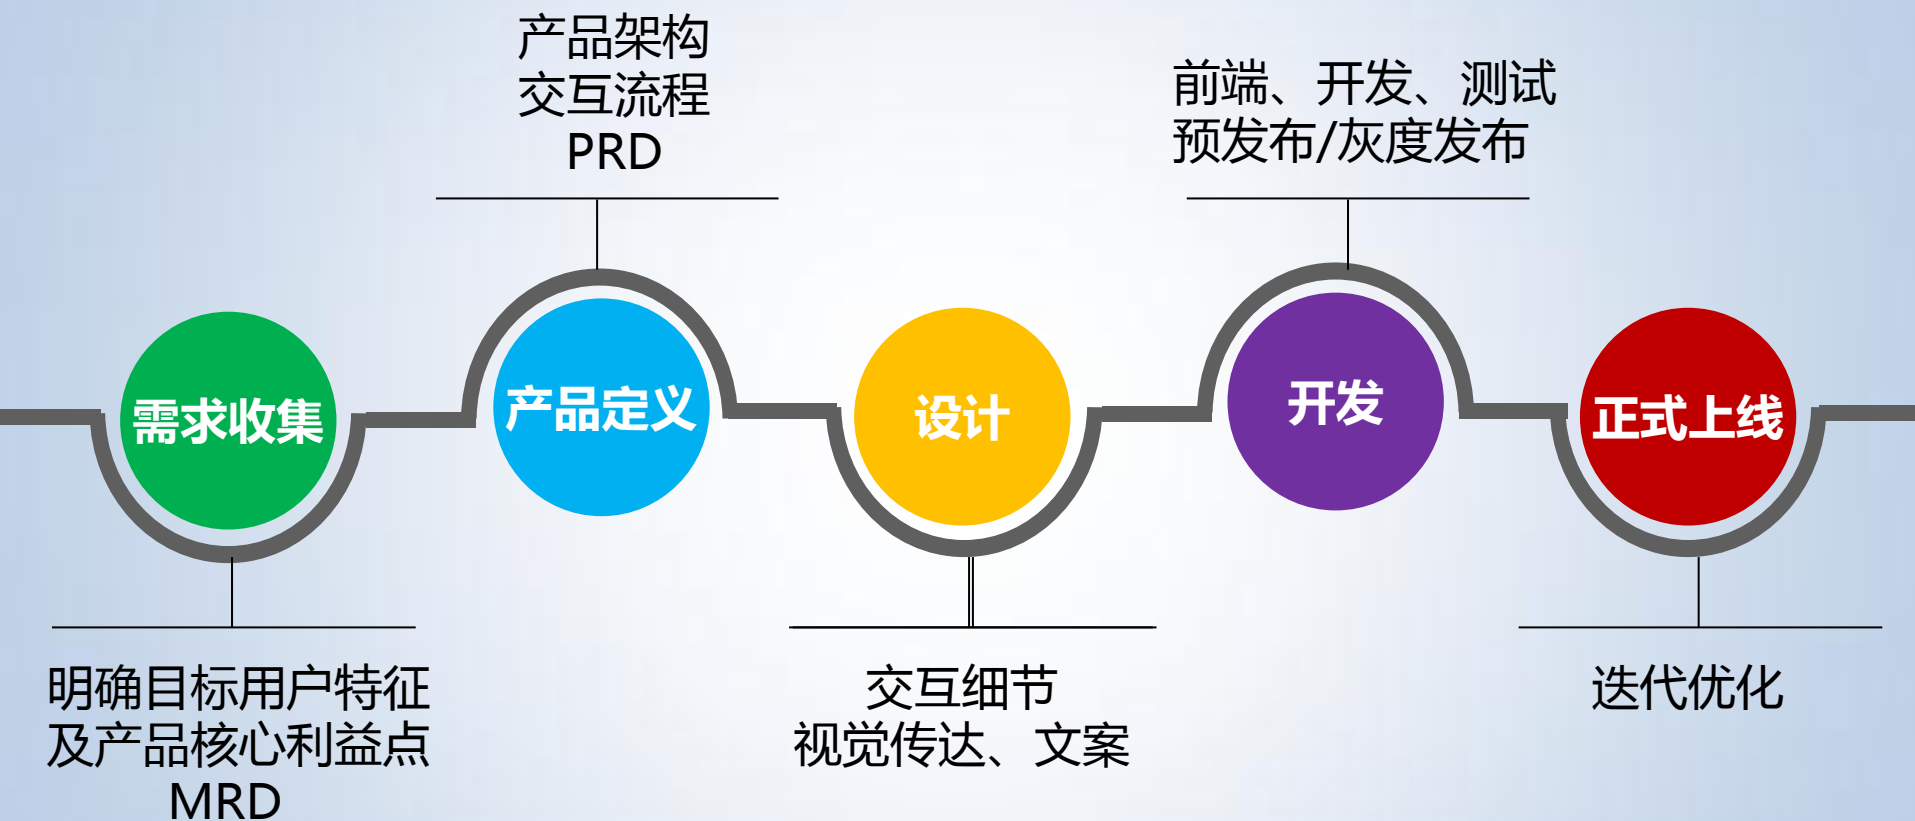 产品架构
交互流程
PRD
前端、开发、测试
预发布/灰度发布
需求收集
产品定义
设计
开发
正式上线
明确目标用户特征
及产品核心利益点
MRD
交互细节
视觉传达、文案
迭代优化